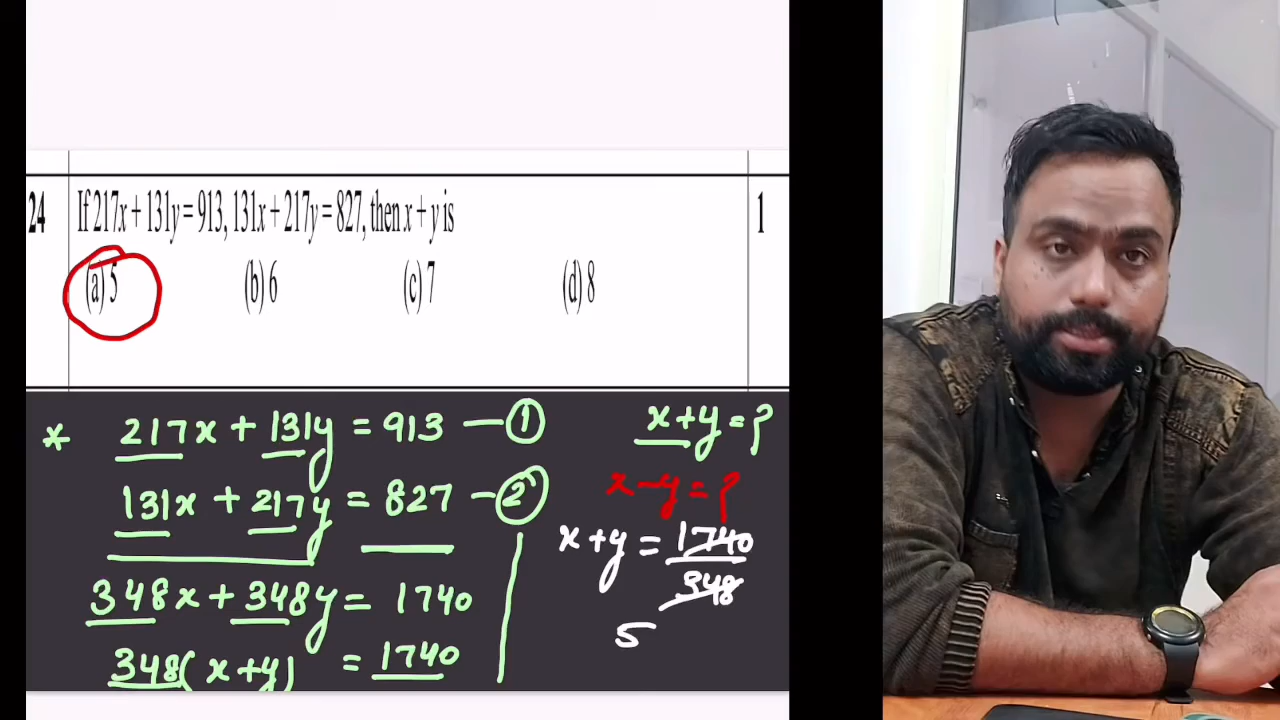 24 If 217x + 131y = 913, 131x + 217y = 827, then x + y is 1
(a) 5 (b) 6 (c) 7 (d) 8
* 217x + 131y = 913 — ①
131x + 217y = 827 — ②
348x + 348y = 1740
348( x + y) = 1740
x + y = ?
x - y = ?
x + y = 1740/348
5